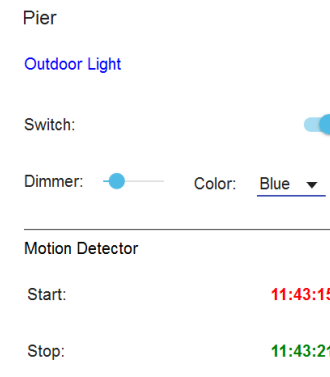 Pier
Outdoor Light
Switch:
Dimmer: Color: Blue
Motion Detector
Start: 11:43:15
Stop: 11:43:21